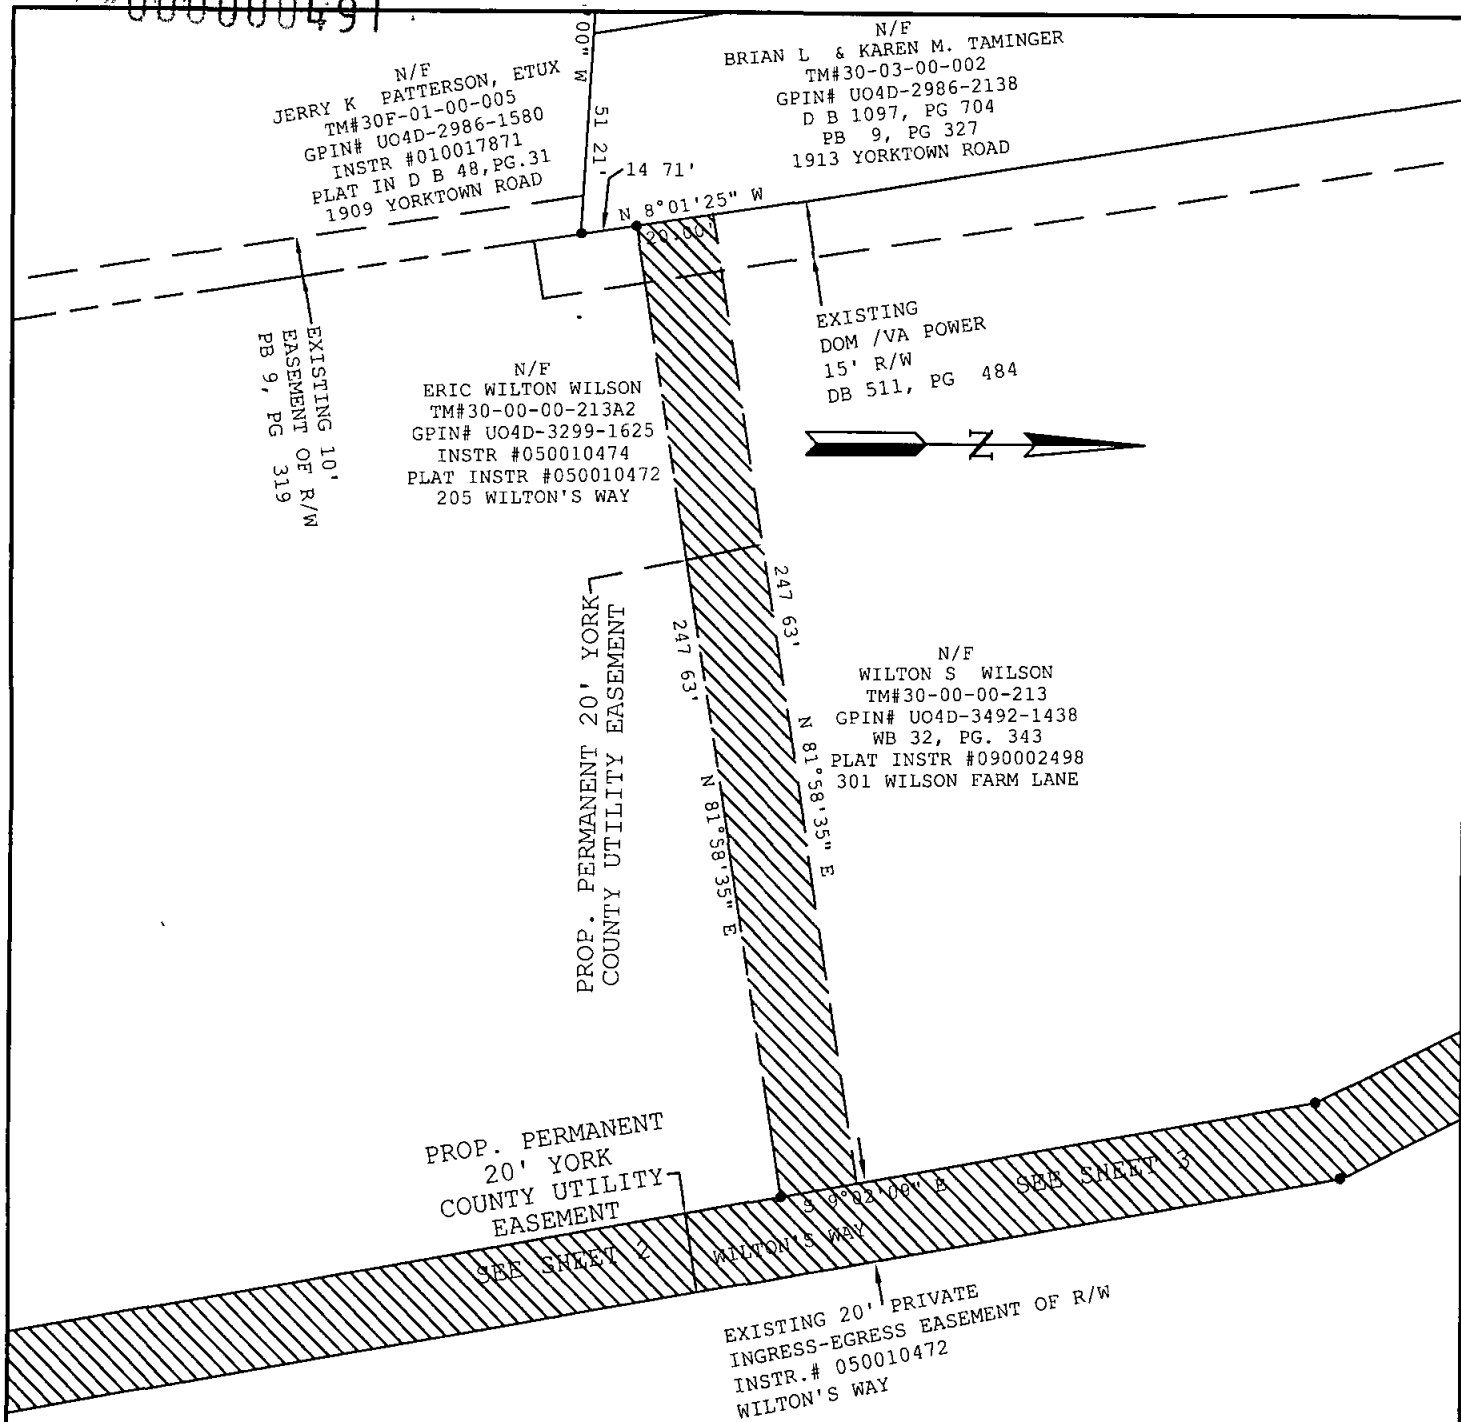 000000491
N/F
JERRY K PATTERSON, ETUX
TM#30F-01-00-005
GPIN# UO4D-2986-1580
INSTR #010017871
PLAT IN D B 48,PG.31
1909 YORKTOWN ROAD
00" W
51 21'
14 71'
N/F
BRIAN L & KAREN M. TAMINGER
TM#30-03-00-002
GPIN# UO4D-2986-2138
D B 1097, PG 704
PB 9, PG 327
1913 YORKTOWN ROAD
N 8°01'25" W
20.00'
EXISTING 10'
EASEMENT OF R/W
PB 9, PG 319
N/F
ERIC WILTON WILSON
TM#30-00-00-213A2
GPIN# UO4D-3299-1625
INSTR #050010474
PLAT INSTR #050010472
205 WILTON'S WAY
EXISTING
DOM /VA POWER
15' R/W
DB 511, PG 484
N
PROP. PERMANENT 20' YORK
COUNTY UTILITY EASEMENT
247 63'
N 81°58'35" E
247 63'
N 81°58'35" E
N/F
WILTON S WILSON
TM#30-00-00-213
GPIN# UO4D-3492-1438
WB 32, PG. 343
PLAT INSTR #090002498
301 WILSON FARM LANE
PROP. PERMANENT
20' YORK
COUNTY UTILITY
EASEMENT
S 9°02'09" E
SEE SHEET 3
SEE SHEET 2
WILTON'S WAY
EXISTING 20' PRIVATE
INGRESS-EGRESS EASEMENT OF R/W
INSTR.# 050010472
WILTON'S WAY